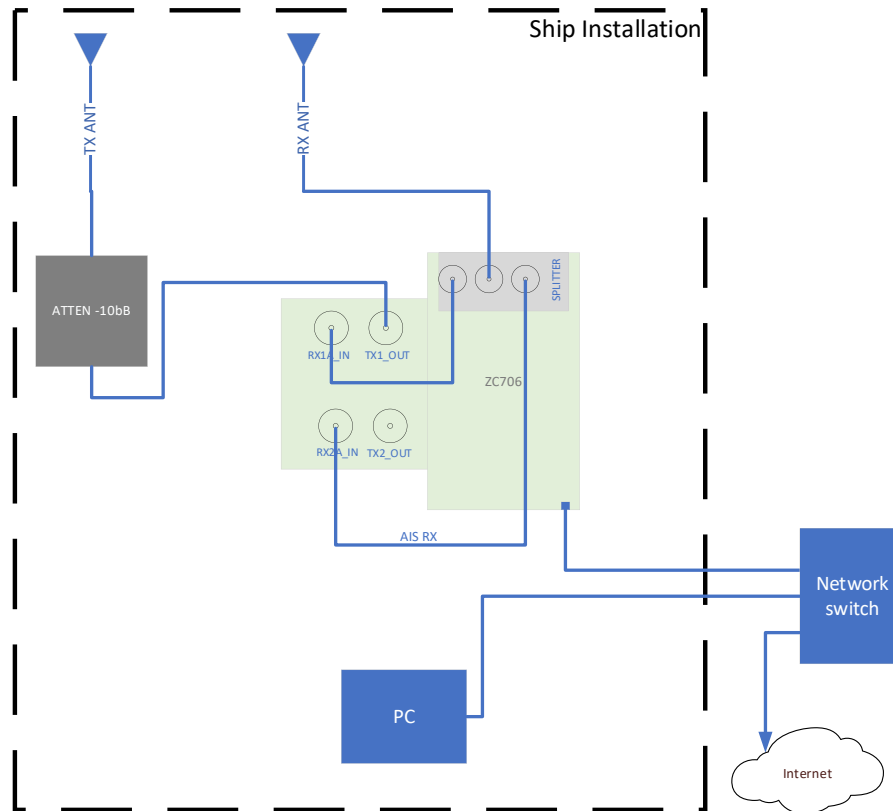 Ship Installation
TX ANT
RX ANT
SPLITTER
ATTEN -10bB
RX1A_IN
TX1_OUT
ZC706
RX2A_IN
TX2_OUT
AIS RX
Network
switch
PC
Internet